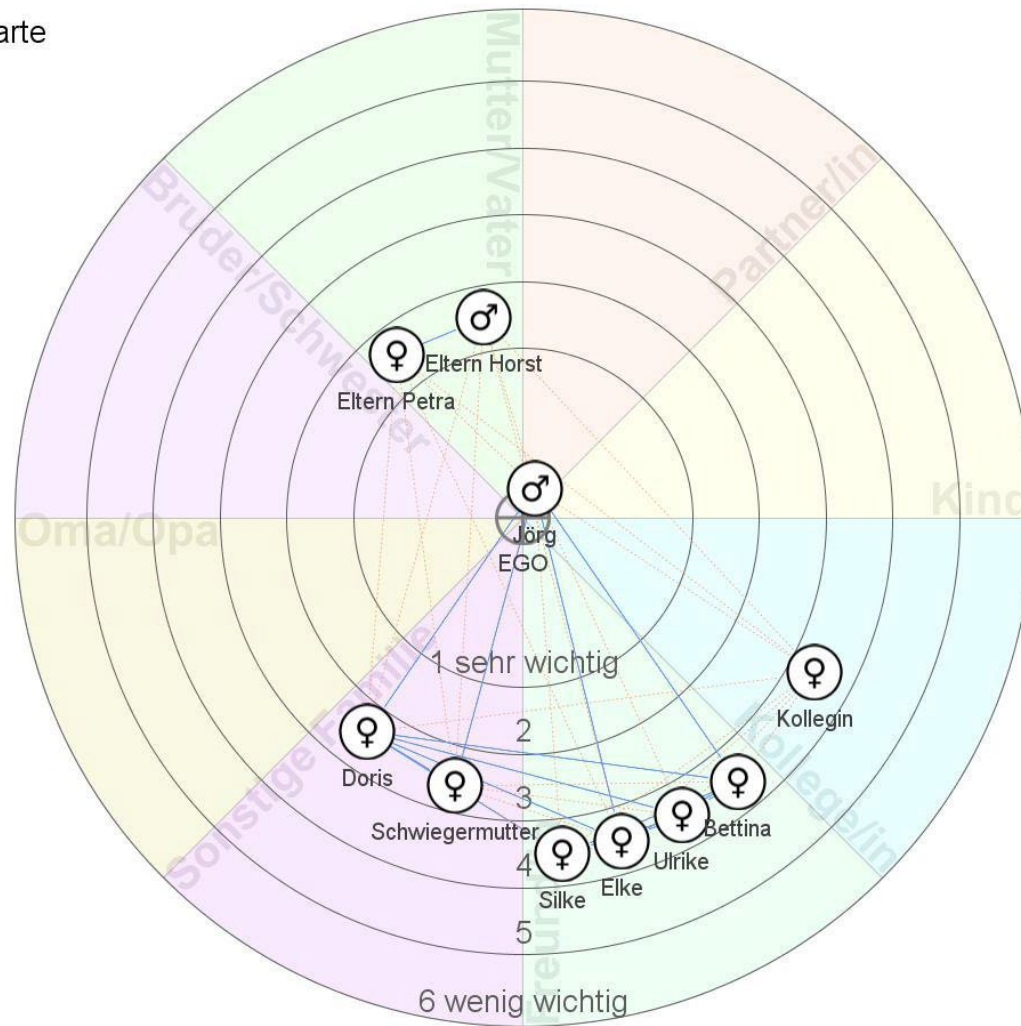 arte
Mutter/Vater
Partner/in
Bruder/Schwester
Eltern Horst
Eltern Petra
Kind
Oma/Opa
Jörg
EGO
1 sehr wichtig
Kollegin
Sonstige Familie
2
Kollege/in
Doris
3
Schwiegermutter
Bettina
Ulrike
4
Elke
Silke
5
Freund
6 wenig wichtig